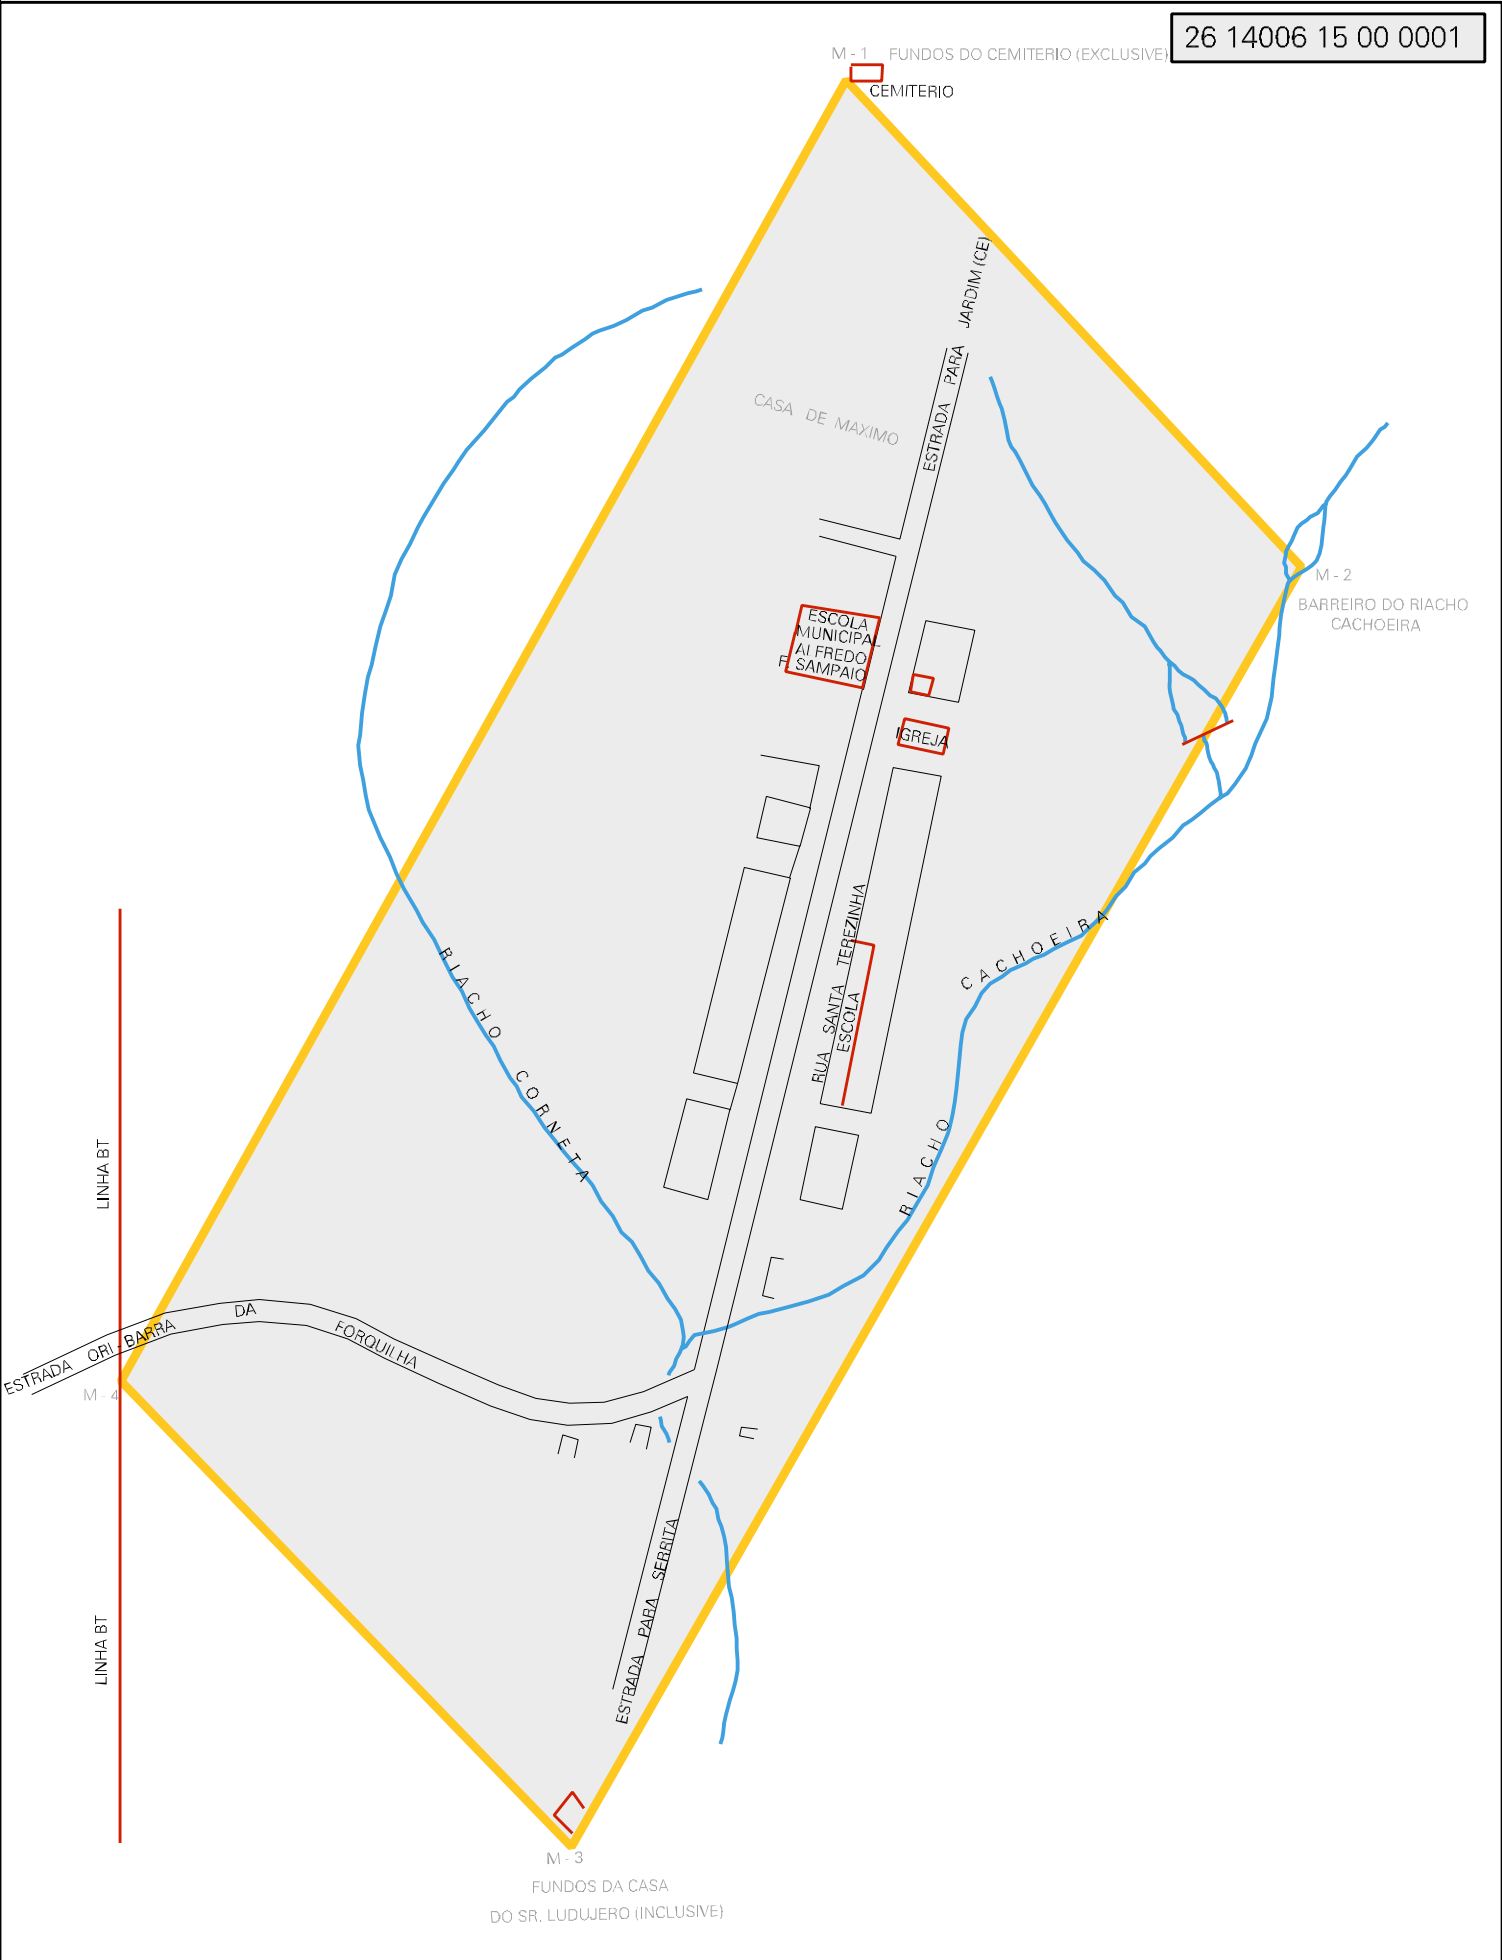 26 14006 15 00 0001
M - 1 FUNDOS DO CEMITERIO (EXCLUSIVE)
CEMITERIO
ESTRADA PARA JARDIM (CE)
CASA DE MAXIMO
M - 2
BARREIRO DO RIACHO
CACHOEIRA
ESCOLA
MUNICIPAL
AlFREDO
F. SAMPAIO
IGREJA
RUA SANTA TEREZINHA
ESCOLA
RIACHO CACHOEIRA
RIACHO CORNETA
LINHA BT
ESTRADA ORI - BARRA DA FORQUILHA
M - 4
LINHA BT
ESTRADA PARA SERRITA
M - 3
FUNDOS DA CASA
DO SR. LUDUJERO (INCLUSIVE)